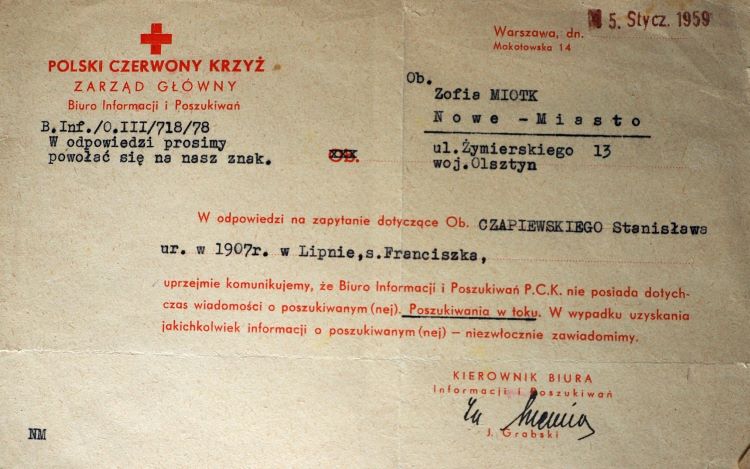 POLSKI CZERWONY KRZYŻ
ZARZĄD GŁÓWNY
Biuro Informacji i Poszukiwań
B.Inf./O.III/718/78
W odpowiedzi prosimy
powołać się na nasz znak.
Warszawa, dn. 5. Stycz. 1959
Mokotowska 14
Ob.
Zofia MIOTK
Nowe -Miasto
ul.Żymierskiego 13
woj.Olsztyn
Ob.
W odpowiedzi na zapytanie dotyczące Ob. CZAPIEWSKIEGO Stanisława
ur. w 1907r. w Lipnie,s.Franciszka,
uprzejmie komunikujemy, że Biuro Informacji i Poszukiwań P.C.K. nie posiada dotych-
czas wiadomości o poszukiwanym (nej). Poszukiwania w toku. W wypadku uzyskania
jakichkolwiek informacji o poszukiwanym (nej) — niezwłocznie zawiadomimy.
KIEROWNIK BIURA
Informacji i Poszukiwań
J. Grabski
NM